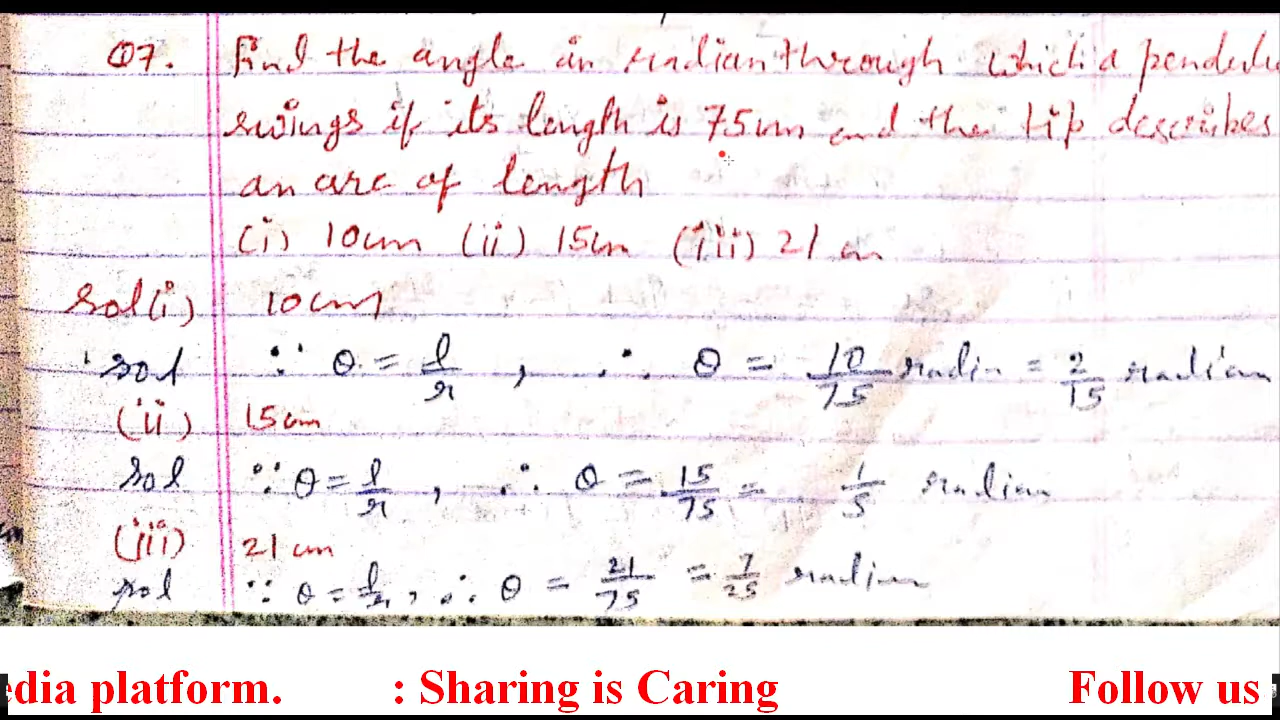 Q7. Find the angle in radian through which a pendulu
swings if its length is 75cm and the tip describes
an arc of length
(i) 10cm (ii) 15cm (iii) 21 cm
sol(i) 10cm
sol ∵ θ = l/r , ∴ θ = 10/75 radin = 2/15 radian
(ii) 15cm
sol ∵ θ = l/r , ∴ θ = 15/75 = 1/5 radian
(iii) 21 cm
sol ∵ θ = l/r , ∴ θ = 21/75 = 7/25 radian
edia platform. : Sharing is Caring Follow us